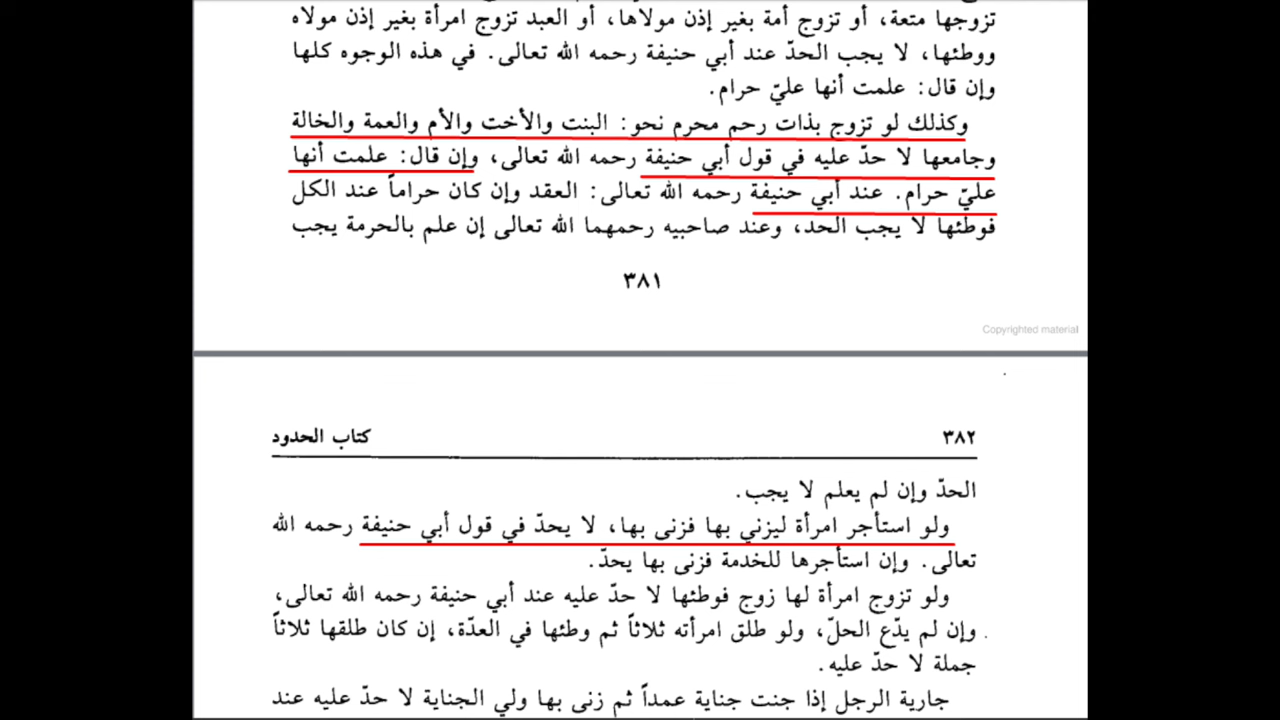 تزوجها متعة، أو تزوج أمة بغير إذن مولاها، أو العبد تزوج امرأة بغير إذن مولاه
ووطئها، لا يجب الحدّ عند أبي حنيفة رحمه الله تعالى. في هذه الوجوه كلها
وإن قال: علمت أنها عليّ حرام.
وكذلك لو تزوج بذات رحم محرم نحو: البنت والأخت والأم والعمة والخالة
وجامعها لا حدّ عليه في قول أبي حنيفة رحمه الله تعالى، وإن قال: علمت أنها
عليّ حرام. عند أبي حنيفة رحمه الله تعالى: العقد وإن كان حراماً عند الكل
فوطئها لا يجب الحد، وعند صاحبيه رحمهما الله تعالى إن علم بالحرمة يجب
٣٨١
Copyrighted material
٣٨٢ كتاب الحدود
الحدّ وإن لم يعلم لا يجب.
ولو استأجر امرأة ليزني بها فزنى بها، لا يحدّ في قول أبي حنيفة رحمه الله
تعالى. وإن استأجرها للخدمة فزنى بها يحدّ.
ولو تزوج امرأة لها زوج فوطئها لا حدّ عليه عند أبي حنيفة رحمه الله تعالى،
وإن لم يدّع الحلّ، ولو طلق امرأته ثلاثاً ثم وطئها في العدّة، إن كان طلقها ثلاثاً
جملة لا حدّ عليه.
جارية الرجل إذا جنت جناية عمداً ثم زنى بها ولي الجناية لا حدّ عليه عند